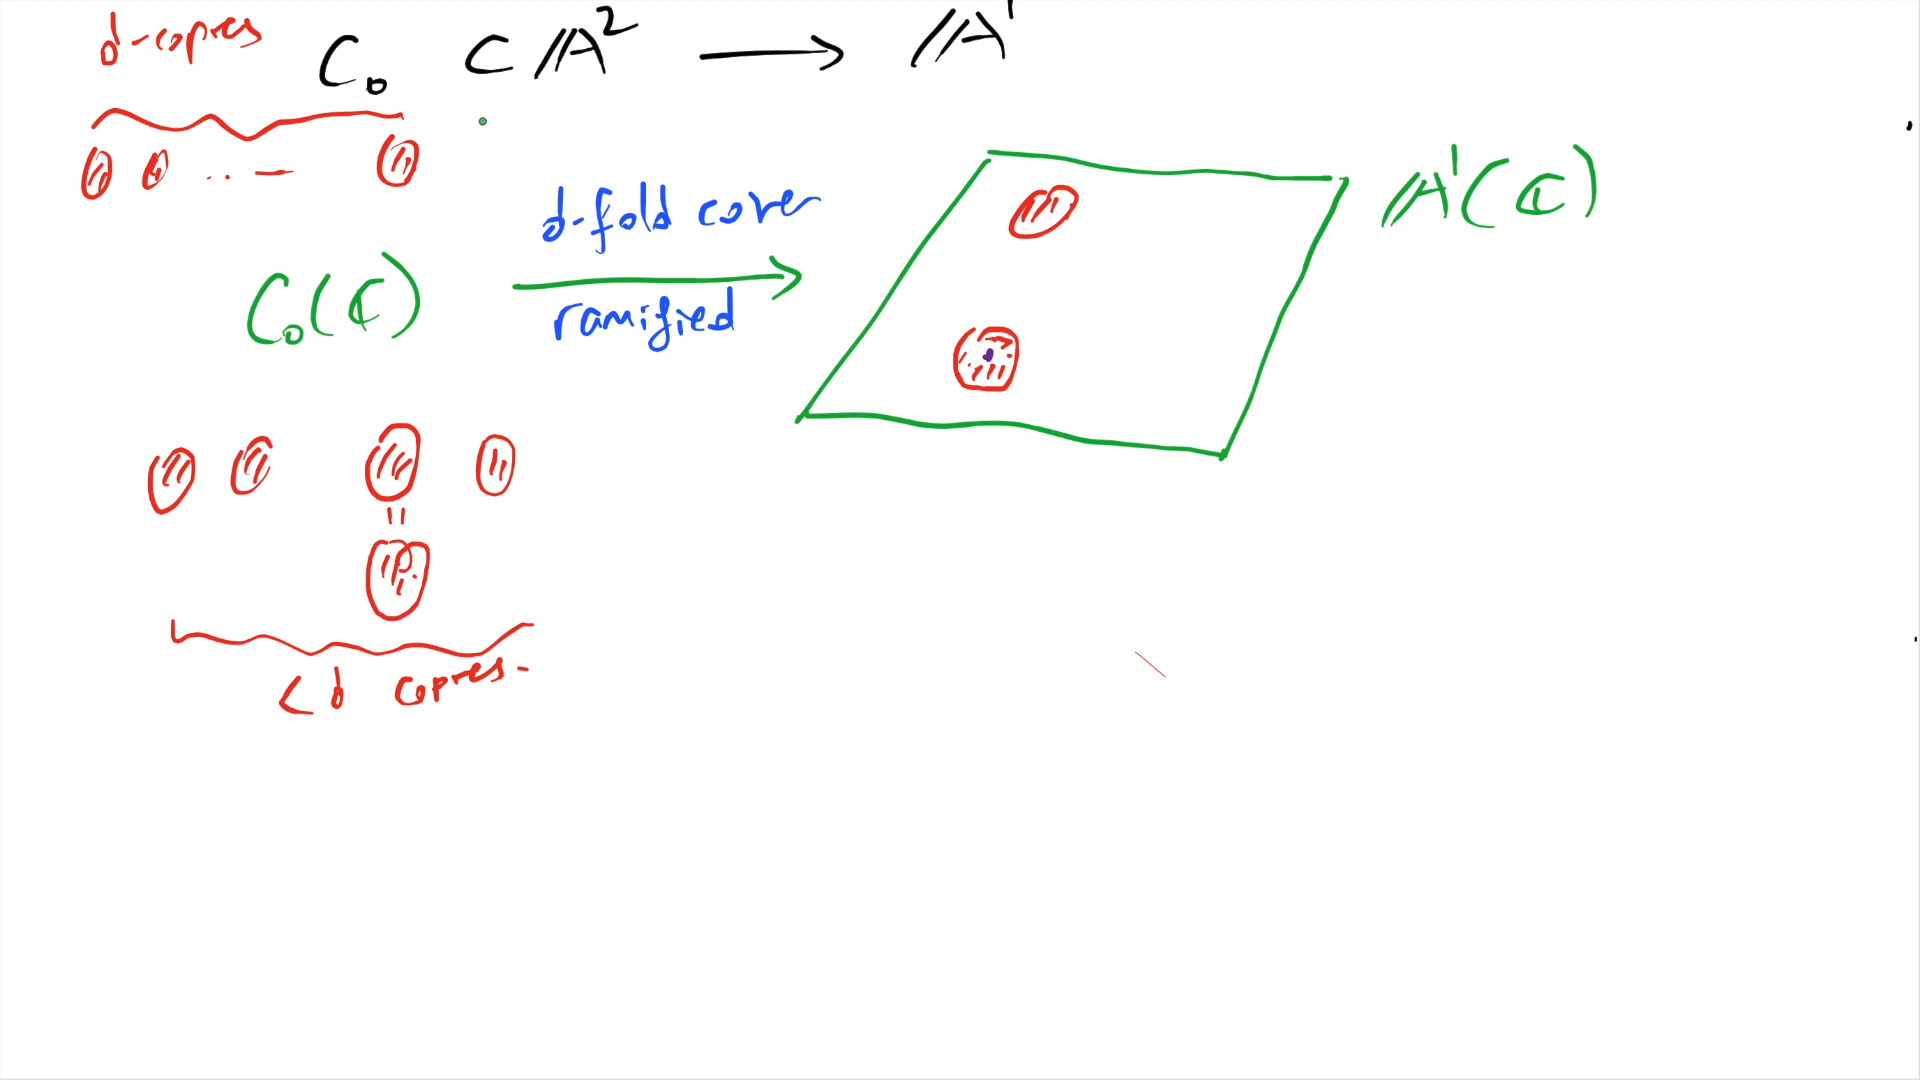 d-copies
C₀ ⊂ 𝔸² ⟶ 𝔸¹
d-fold cover
𝔸¹(ℂ)
C₀(ℂ)
ramified
< d copies.